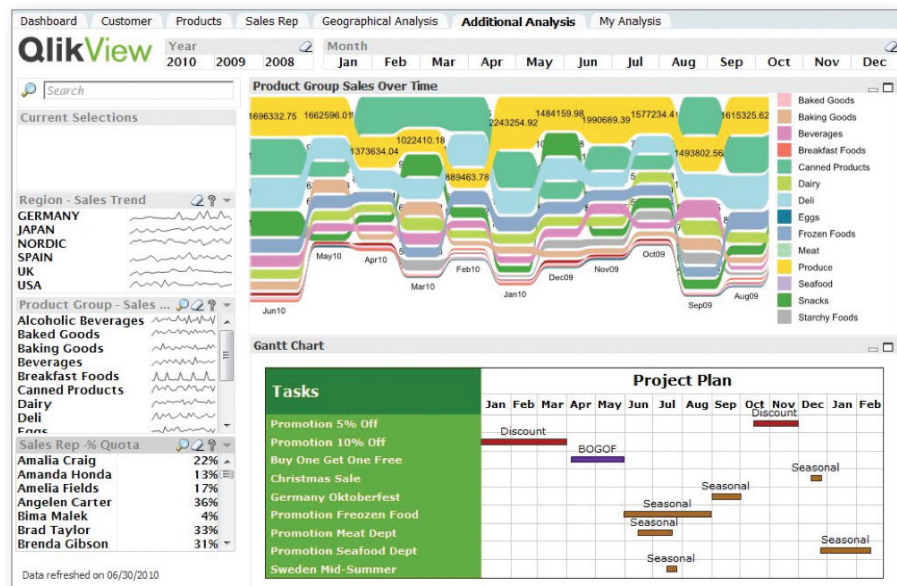 Dashboard Customer Products Sales Rep Geographical Analysis Additional Analysis My Analysis
QlikView
Year
2010 2009 2008
Month
Jan Feb Mar Apr May Jun Jul Aug Sep Oct Nov Dec
Search
Current Selections
Region - Sales Trend
GERMANY
JAPAN
NORDIC
SPAIN
UK
USA
Product Group - Sales ...
Alcoholic Beverages
Baked Goods
Baking Goods
Beverages
Breakfast Foods
Canned Products
Dairy
Deli
Eggs
Sales Rep -% Quota
Amalia Craig 22%
Amanda Honda 13%
Amelia Fields 17%
Angelen Carter 36%
Bima Malek 4%
Brad Taylor 33%
Brenda Gibson 31%
Data refreshed on 06/30/2010
Product Group Sales Over Time
1696332.75
1662596.01
1373634.04
1022410.18
889463.78
2243254.92
1484159.98
1990689.39
1577234.4
1493802.56
1615325.62
Jun10
May10
Apr10
Mar10
Feb10
Jan10
Dec09
Nov09
Oct09
Sep09
Aug09
Baked Goods
Baking Goods
Beverages
Breakfast Foods
Canned Products
Dairy
Deli
Eggs
Frozen Foods
Meat
Produce
Seafood
Snacks
Starchy Foods
Gantt Chart
Tasks
Project Plan
Jan Feb Mar Apr May Jun Jul Aug Sep Oct Nov Dec Jan Feb
Promotion 5% Off
Discount
Promotion 10% Off
Discount
Buy One Get One Free
BOGOF
Christmas Sale
Seasonal
Germany Oktoberfest
Seasonal
Promotion Freozen Food
Seasonal
Promotion Meat Dept
Seasonal
Promotion Seafood Dept
Seasonal
Sweden Mid-Summer
Seasonal